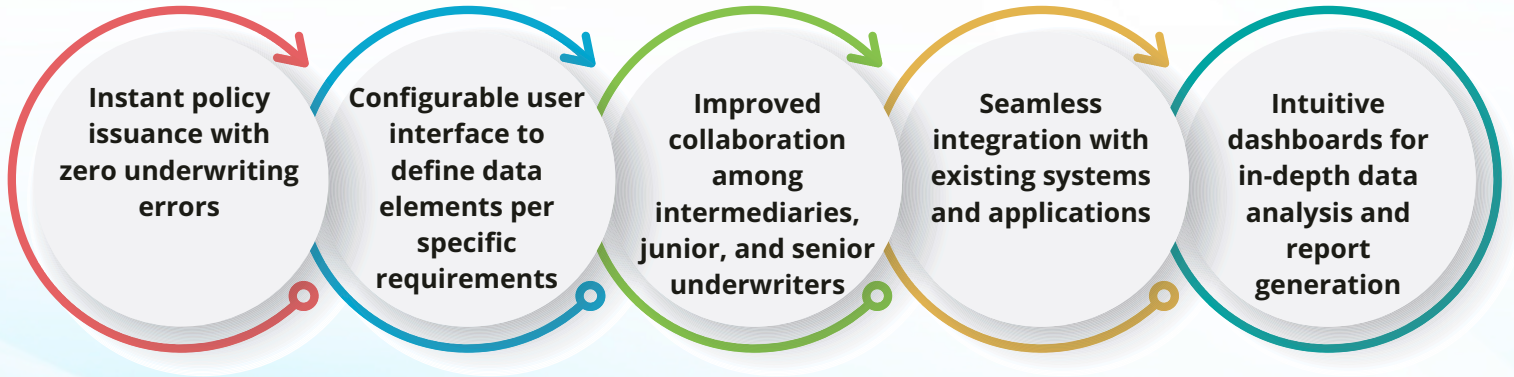 Instant policy
issuance with
zero underwriting
errors
Configurable user
interface to
define data
elements per
specific
requirements
Improved
collaboration
among
intermediaries,
junior, and senior
underwriters
Seamless
integration with
existing systems
and applications
Intuitive
dashboards for
in-depth data
analysis and
report
generation